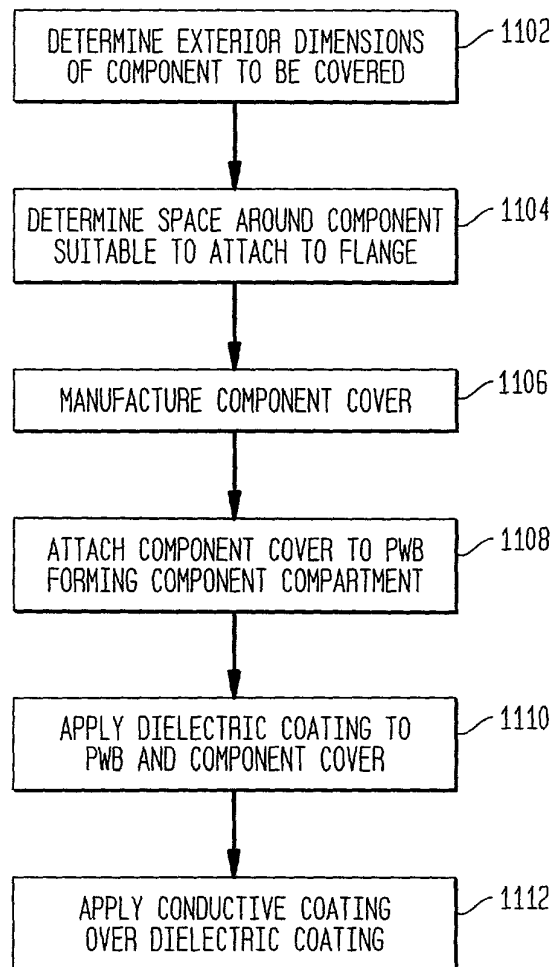 DETERMINE EXTERIOR DIMENSIONS
OF COMPONENT TO BE COVERED
1102
DETERMINE SPACE AROUND COMPONENT
SUITABLE TO ATTACH TO FLANGE
1104
MANUFACTURE COMPONENT COVER
1106
ATTACH COMPONENT COVER TO PWB
FORMING COMPONENT COMPARTMENT
1108
APPLY DIELECTRIC COATING TO
PWB AND COMPONENT COVER
1110
APPLY CONDUCTIVE COATING
OVER DIELECTRIC COATING
1112